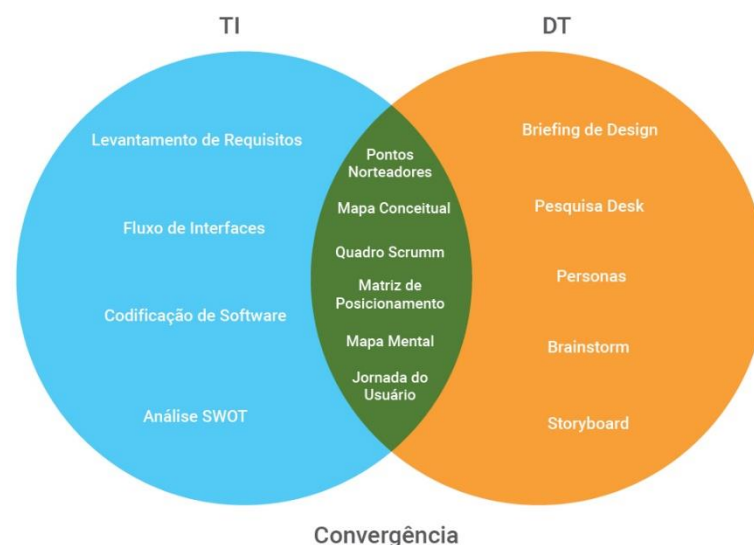 TI
DT
Levantamento de Requisitos
Fluxo de Interfaces
Codificação de Software
Análise SWOT
Pontos
Norteadores
Mapa Conceitual
Quadro Scrumm
Matriz de
Posicionamento
Mapa Mental
Jornada do
Usuário
Briefing de Design
Pesquisa Desk
Personas
Brainstorm
Storyboard
Convergência